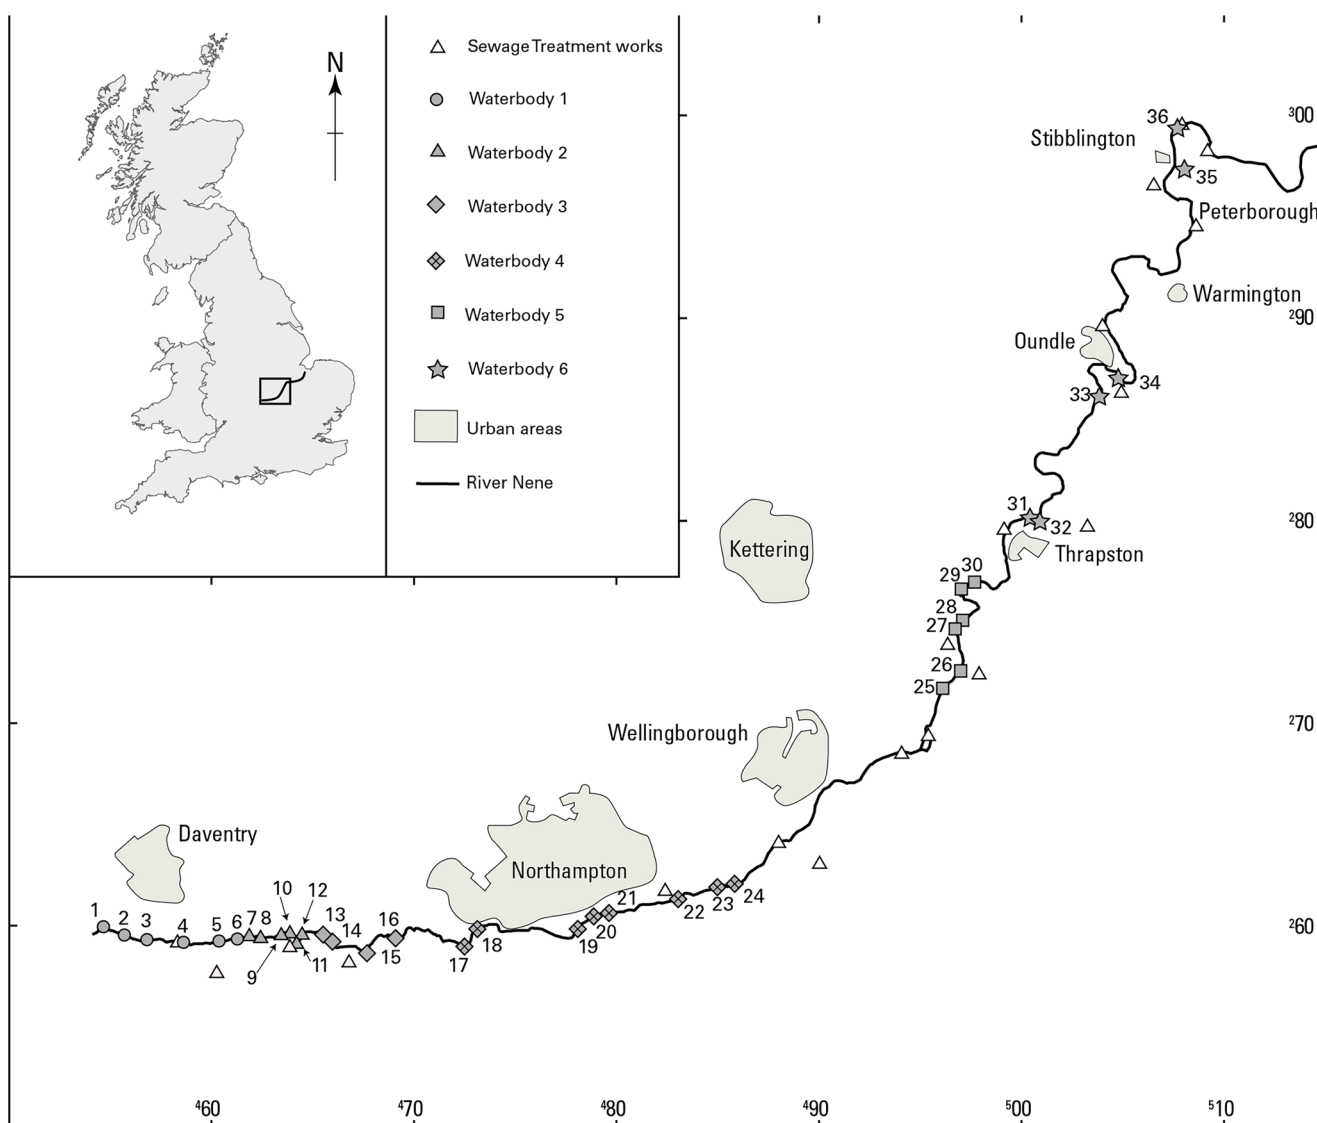 N
Sewage Treatment works
Waterbody 1
Waterbody 2
Waterbody 3
Waterbody 4
Waterbody 5
Waterbody 6
Urban areas
River Nene
36
Stibblington
35
Peterborough
Warmington
Oundle
34
33
31
32
Thrapston
Kettering
30
29
28
27
26
25
Wellingborough
Daventry
Northampton
1
2
3
4
5
6
7
8
9
10
11
12
13
14
15
16
17
18
19
20
21
22
23
24
³00
²90
²80
²70
²60
⁴60
⁴70
⁴80
⁴90
⁵00
⁵10